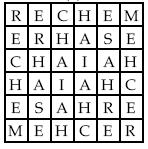 R E C H E M
E R H A S E
C H A I A H
H A I A H C
E S A H R E
M E H C E R